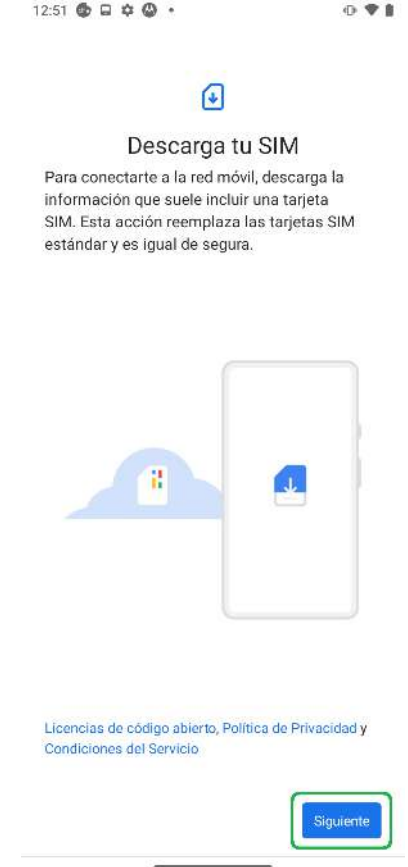 12:51
Descarga tu SIM
Para conectarte a la red móvil, descarga la
información que suele incluir una tarjeta
SIM. Esta acción reemplaza las tarjetas SIM
estándar y es igual de segura.
Licencias de código abierto, Política de Privacidad y
Condiciones del Servicio
Siguiente